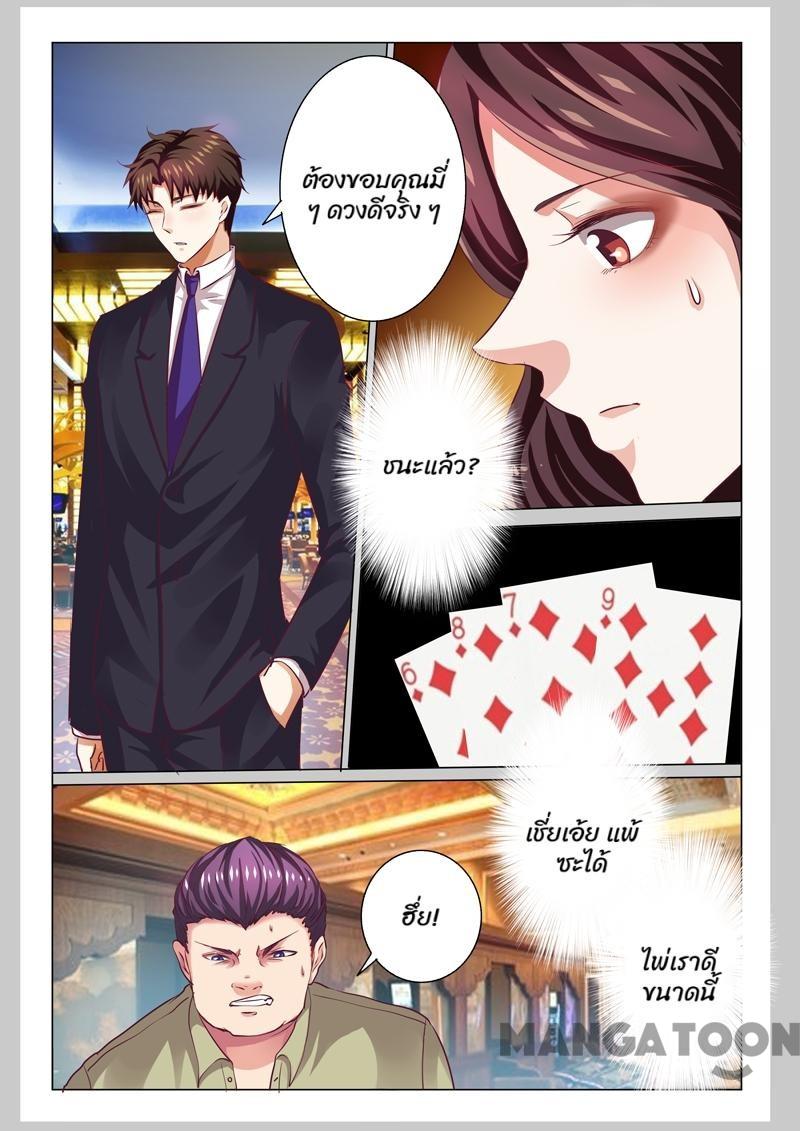 ต้องขอบคุณมี่
ๆ ดวงดีจริง ๆ
ชนะแล้ว?
6
8
7
9
เชี่ยเอ้ย แพ้
ซะได้
ฮึ่ย!
ไพ่เราดี
ขนาดนี้
MANGATOON